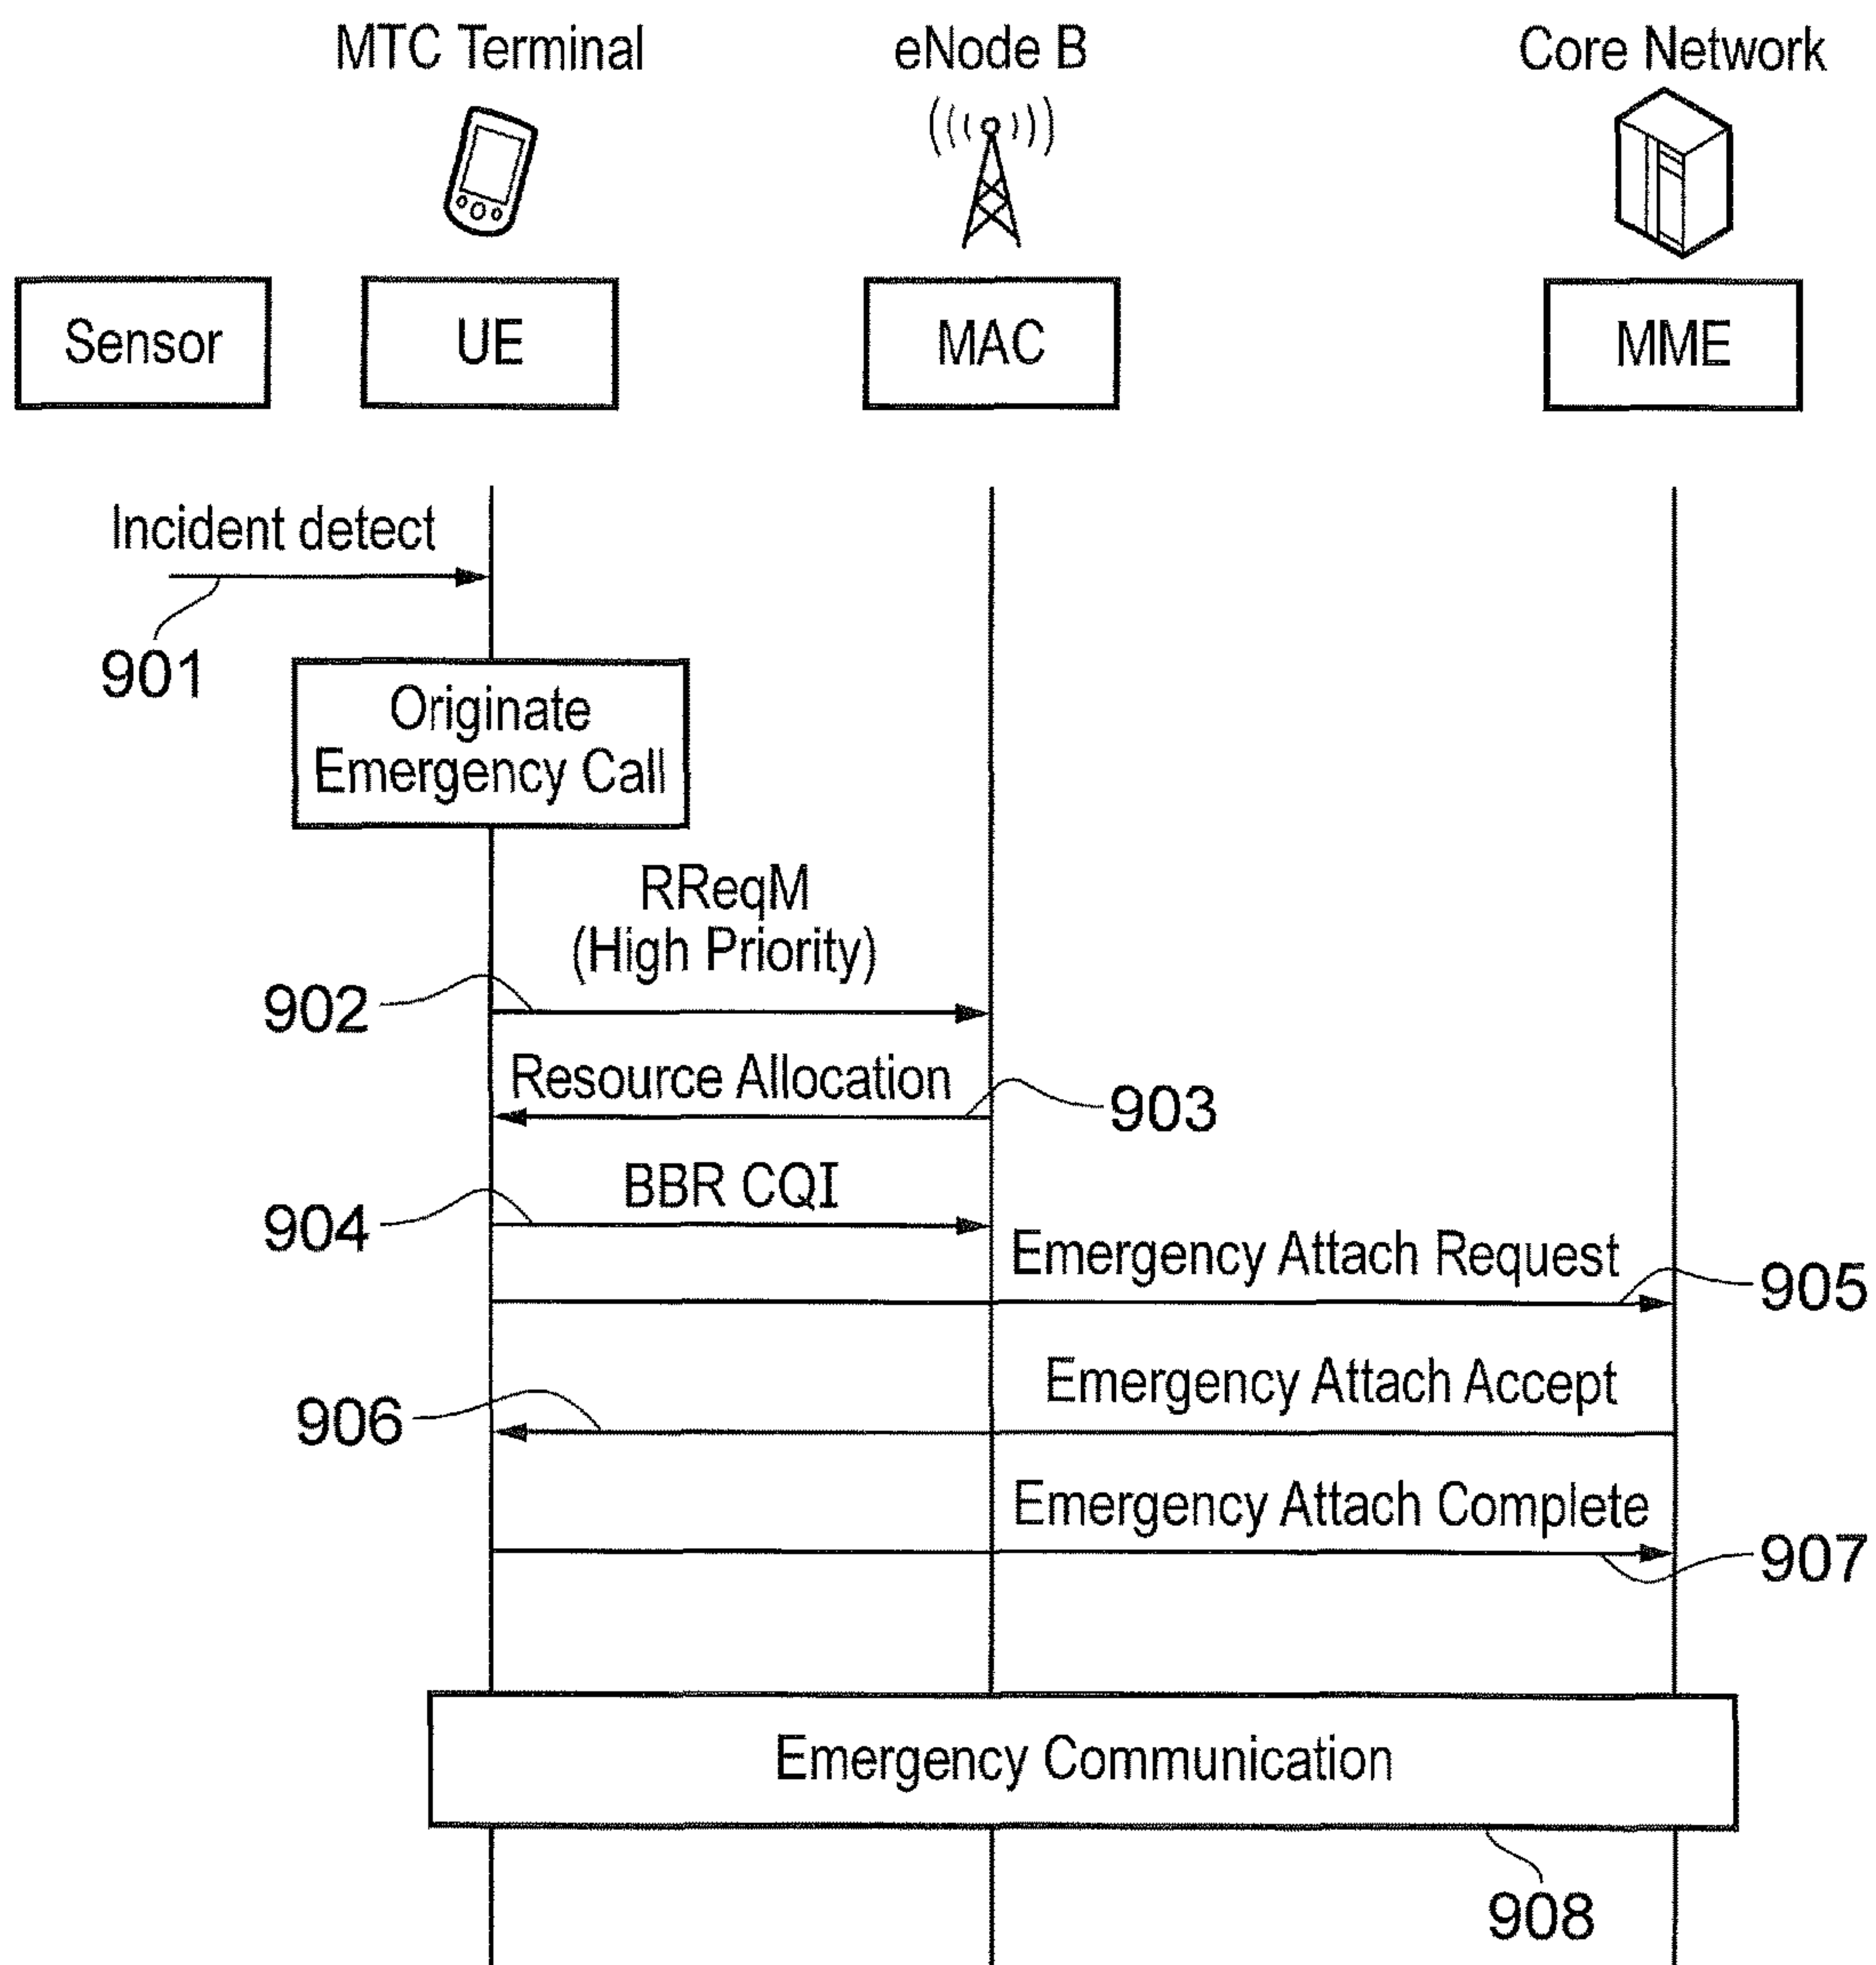 MTC Terminal
eNode B
Core Network
Sensor
UE
MAC
MME
Incident detect
901
Originate
Emergency Call
RReqM
(High Priority)
902
Resource Allocation
903
BBR CQI
904
Emergency Attach Request
905
Emergency Attach Accept
906
Emergency Attach Complete
907
Emergency Communication
908